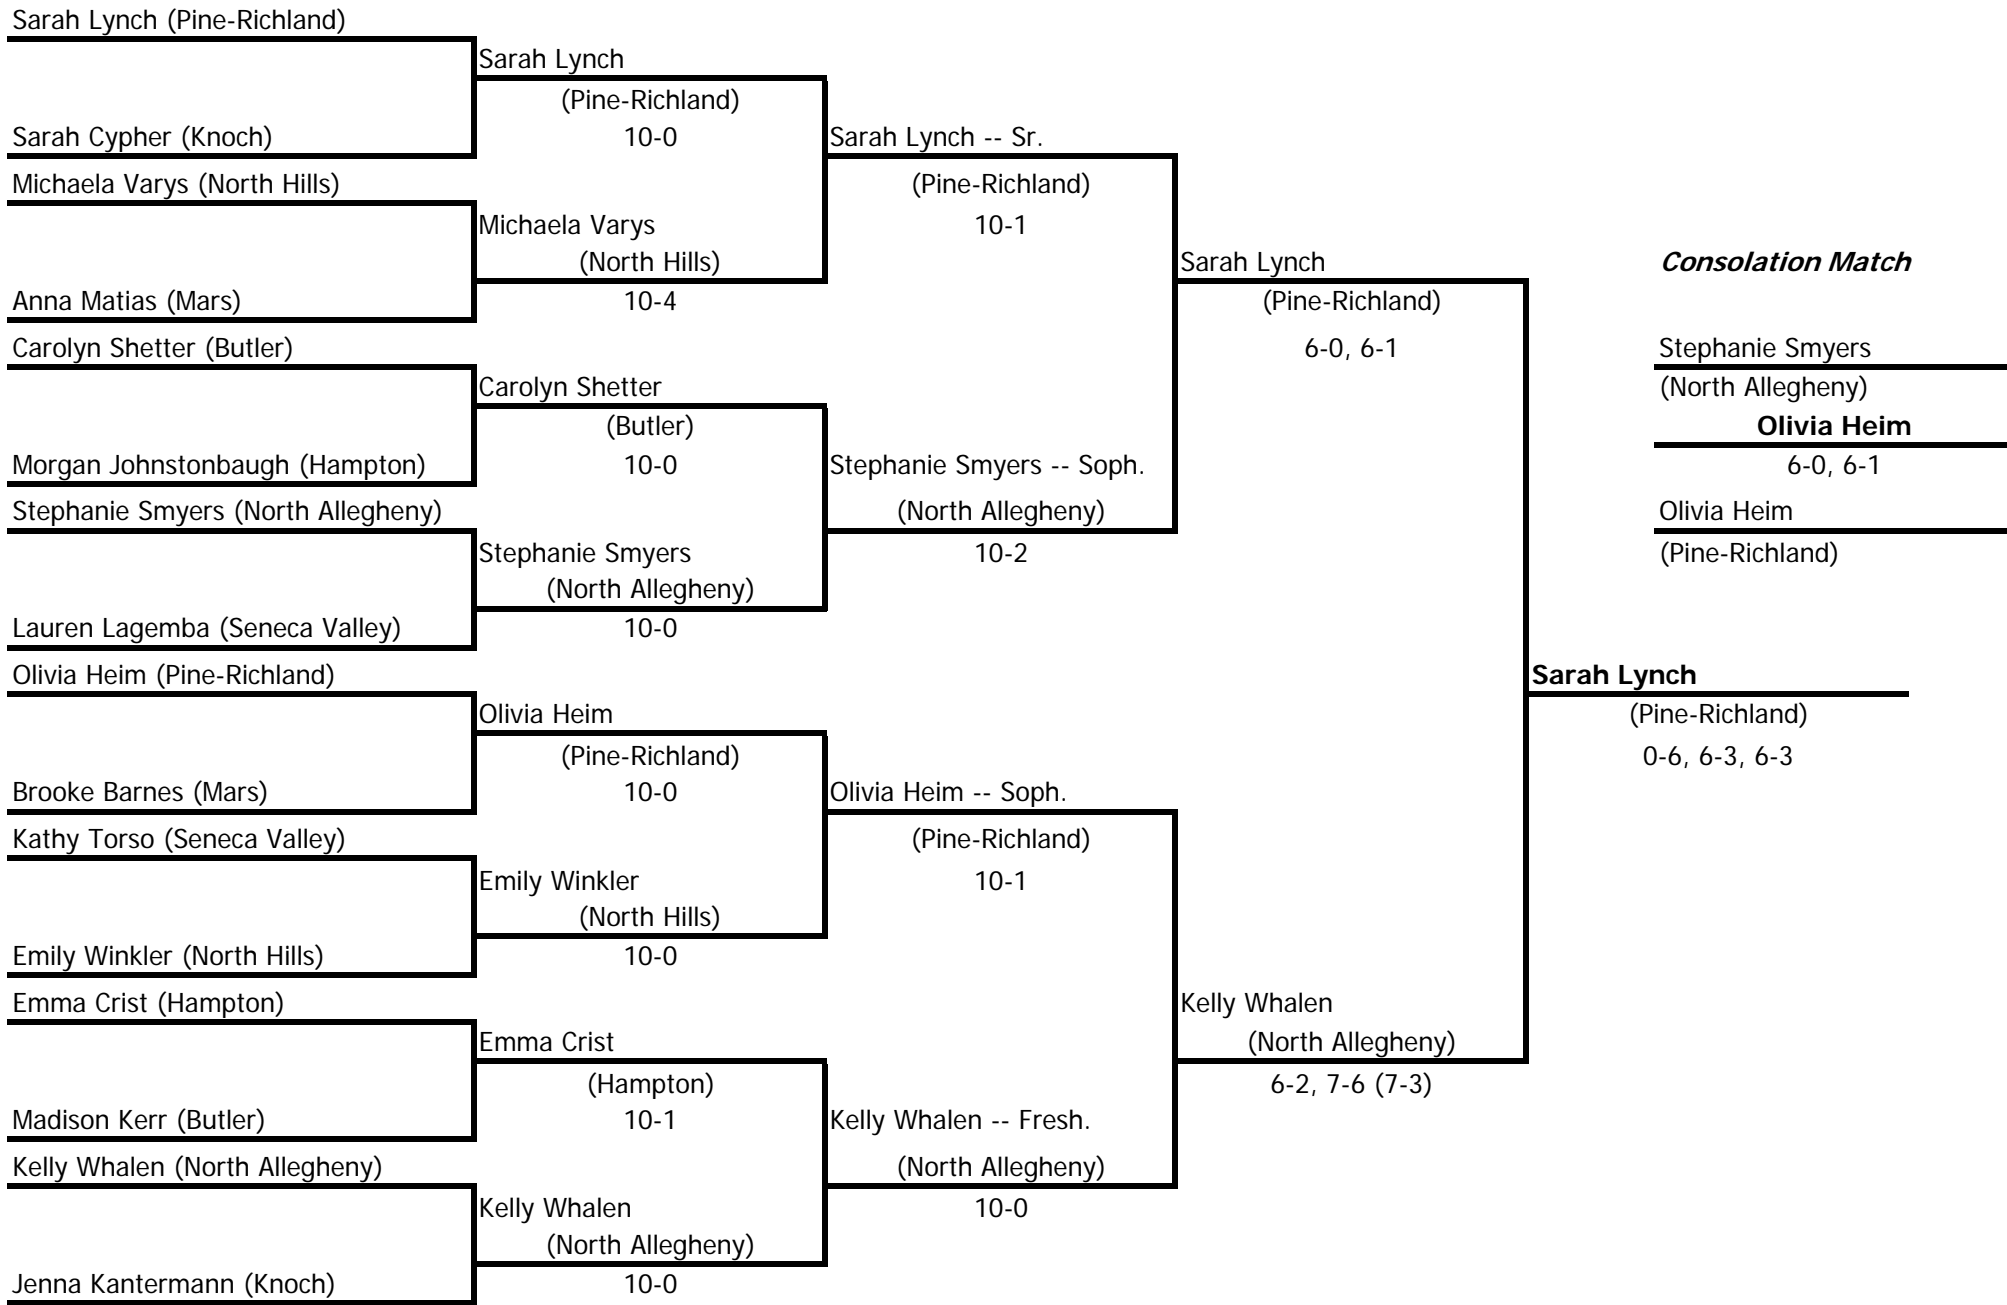 Sarah Lynch (Pine-Richland)
Sarah Cypher (Knoch)
Michaela Varys (North Hills)
Anna Matias (Mars)
Carolyn Shetter (Butler)
Morgan Johnstonbaugh (Hampton)
Stephanie Smyers (North Allegheny)
Lauren Lagemba (Seneca Valley)
Olivia Heim (Pine-Richland)
Brooke Barnes (Mars)
Kathy Torso (Seneca Valley)
Emily Winkler (North Hills)
Emma Crist (Hampton)
Madison Kerr (Butler)
Kelly Whalen (North Allegheny)
Jenna Kantermann (Knoch)
Sarah Lynch
(Pine-Richland)
10-0
Michaela Varys
(North Hills)
10-4
Carolyn Shetter
(Butler)
10-0
Stephanie Smyers
(North Allegheny)
10-0
Olivia Heim
(Pine-Richland)
10-0
Emily Winkler
(North Hills)
10-0
Emma Crist
(Hampton)
10-1
Kelly Whalen
(North Allegheny)
10-0
Sarah Lynch -- Sr.
(Pine-Richland)
10-1
Stephanie Smyers -- Soph.
(North Allegheny)
10-2
Olivia Heim -- Soph.
(Pine-Richland)
10-1
Kelly Whalen -- Fresh.
(North Allegheny)
10-0
Sarah Lynch
(Pine-Richland)
6-0, 6-1
Kelly Whalen
(North Allegheny)
6-2, 7-6 (7-3)
Sarah Lynch
(Pine-Richland)
0-6, 6-3, 6-3
Consolation Match
Stephanie Smyers
(North Allegheny)
Olivia Heim
6-0, 6-1
Olivia Heim
(Pine-Richland)